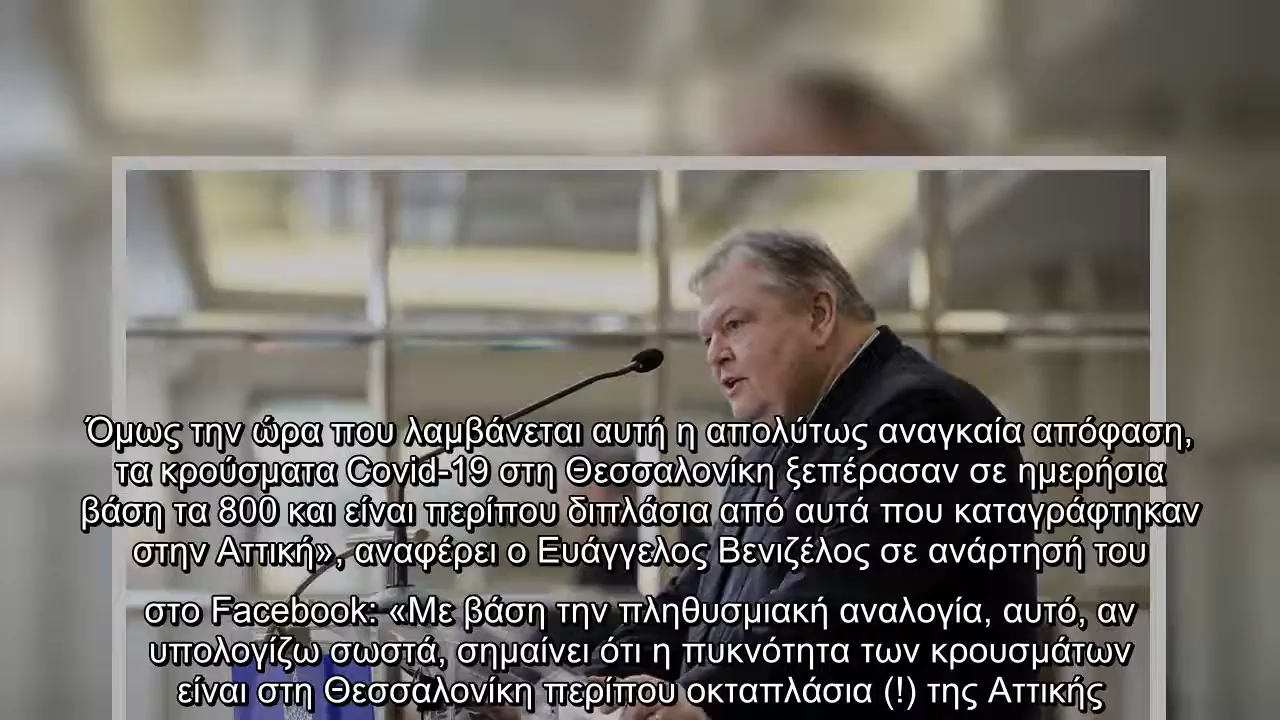 Όμως την ώρα που λαμβάνεται αυτή η απολύτως αναγκαία απόφαση,
τα κρούσματα Covid-19 στη Θεσσαλονίκη ξεπέρασαν σε ημερήσια
βάση τα 800 και είναι περίπου διπλάσια από αυτά που καταγράφτηκαν
στην Αττική», αναφέρει ο Ευάγγελος Βενιζέλος σε ανάρτησή του
στο Facebook: «Με βάση την πληθυσμιακή αναλογία, αυτό, αν
υπολογίζω σωστά, σημαίνει ότι η πυκνότητα των κρουσμάτων
είναι στη Θεσσαλονίκη περίπου οκταπλάσια (!) της Αττικής